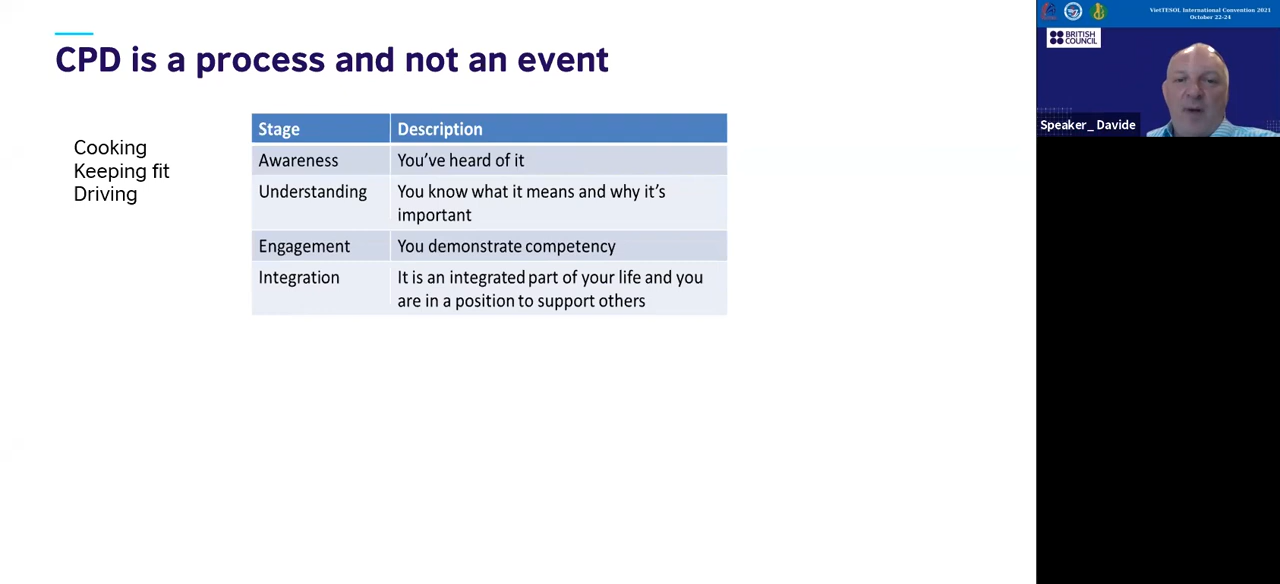 CPD is a process and not an event
Cooking
Keeping fit
Driving
Stage Description
Awareness You've heard of it
Understanding You know what it means and why it's
important
Engagement You demonstrate competency
Integration It is an integrated part of your life and you
are in a position to support others
VietTESOL International Convention 2021
October 22-24
BRITISH
COUNCIL
Speaker_ Davide